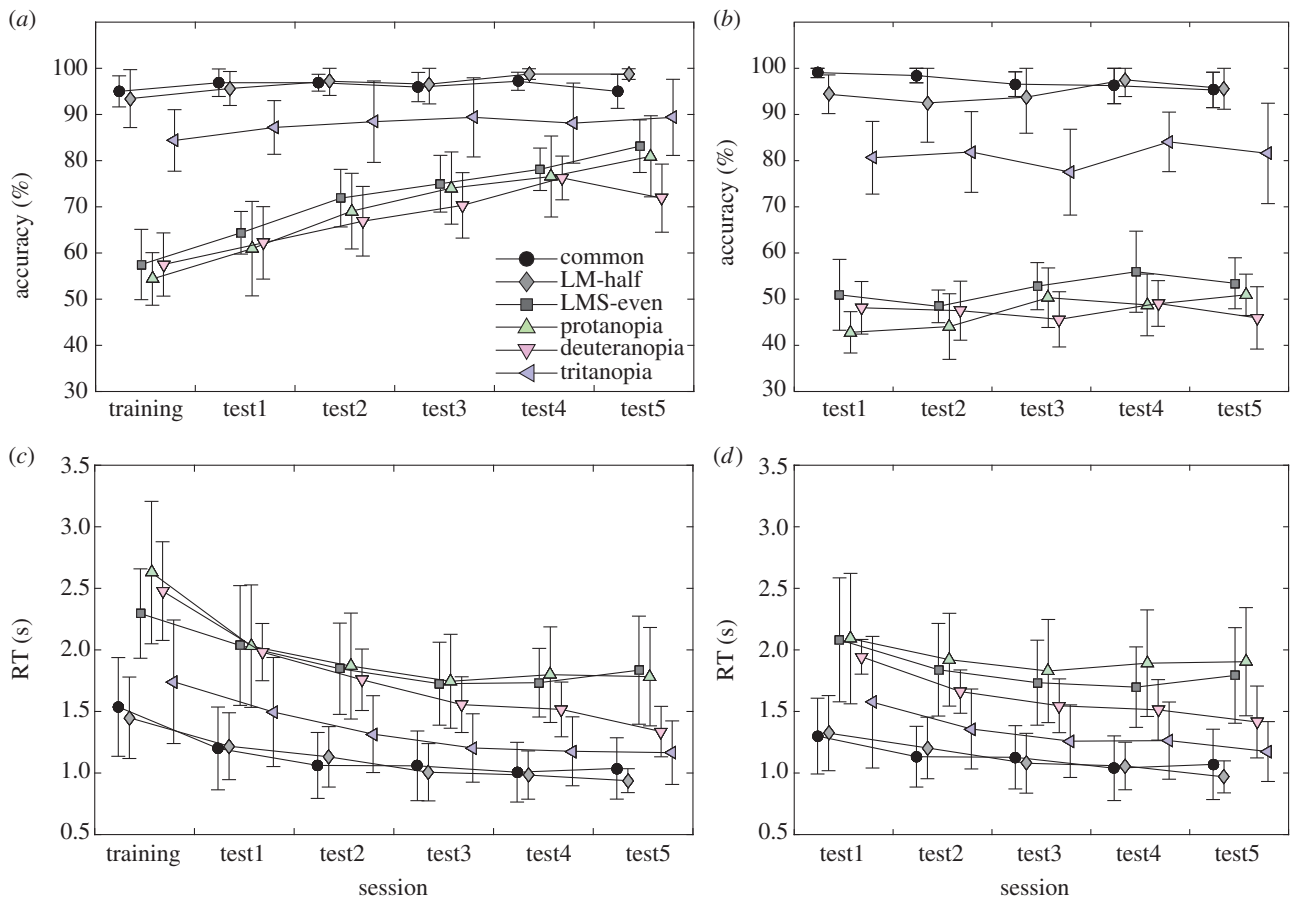 (a)
accuracy (%)
100
90
80
70
60
50
40
30
training test1 test2 test3 test4 test5
common
LM-half
LMS-even
protanopia
deuteranopia
tritanopia
(b)
accuracy (%)
100
90
80
70
60
50
40
30
test1 test2 test3 test4 test5
(c)
RT (s)
3.5
3.0
2.5
2.0
1.5
1.0
0.5
training test1 test2 test3 test4 test5
session
(d)
RT (s)
3.5
3.0
2.5
2.0
1.5
1.0
0.5
test1 test2 test3 test4 test5
session